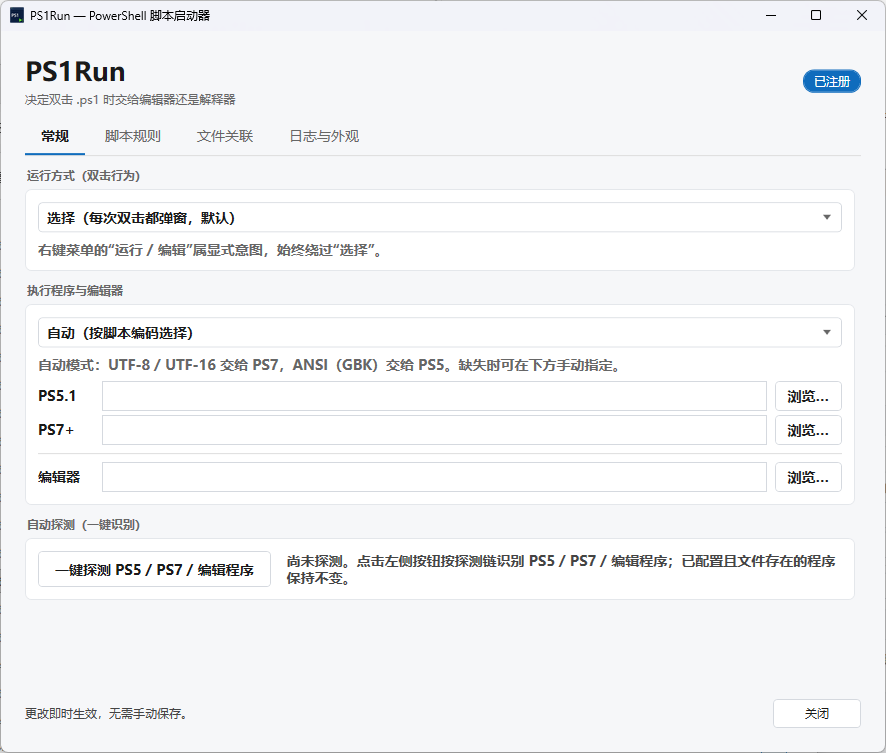 PS1Run — PowerShell 脚本启动器
PS1Run
决定双击 .ps1 时交给编辑器还是解释器
已注册
常规
脚本规则
文件关联
日志与外观
运行方式（双击行为）
选择（每次双击都弹窗，默认）
右键菜单的“运行 / 编辑”属显式意图，始终绕过“选择”。
执行程序与编辑器
自动（按脚本编码选择）
自动模式：UTF-8 / UTF-16 交给 PS7，ANSI（GBK）交给 PS5。缺失时可在下方手动指定。
PS5.1
浏览...
PS7+
浏览...
编辑器
浏览...
自动探测（一键识别）
一键探测 PS5 / PS7 / 编辑程序
尚未探测。点击左侧按钮按探测链识别 PS5 / PS7 / 编辑程序；已配置且文件存在的程序
保持不变。
更改即时生效，无需手动保存。
关闭